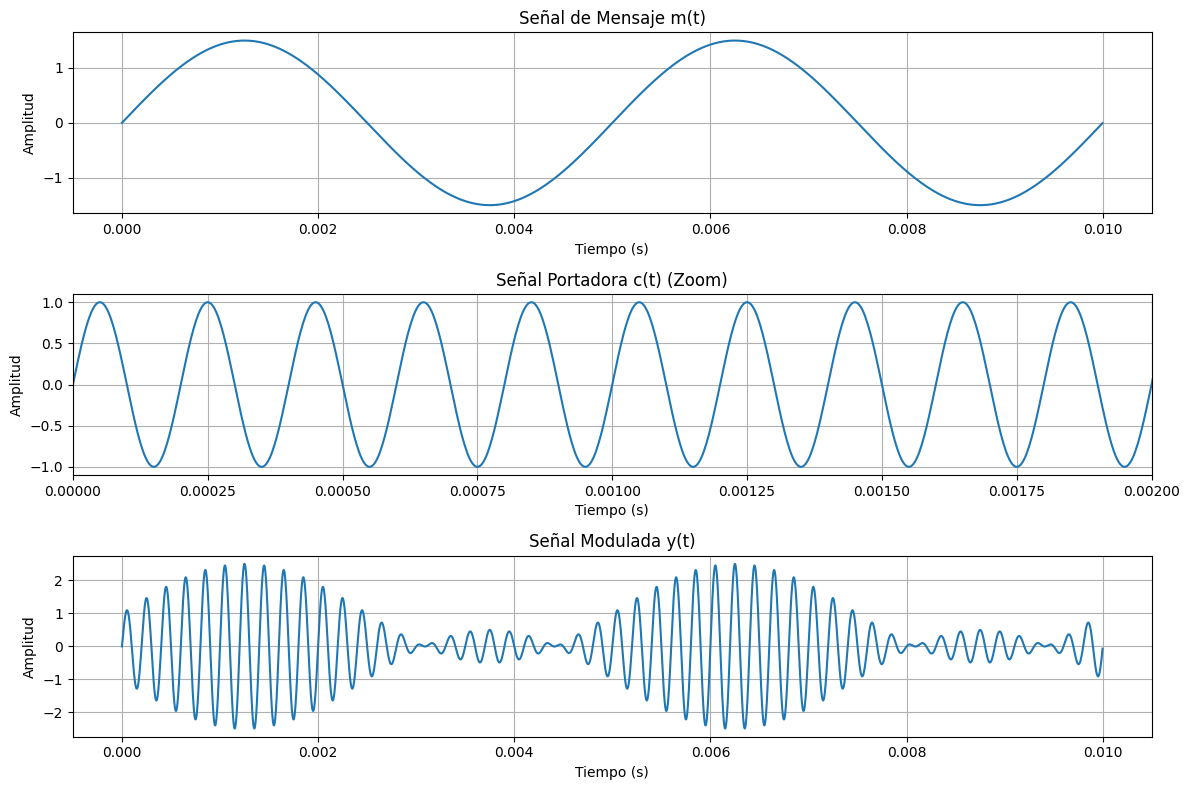 Señal de Mensaje m(t)
1
0
−1
Amplitud
0.000 0.002 0.004 0.006 0.008 0.010
Tiempo (s)
Señal Portadora c(t) (Zoom)
1.0
0.5
0.0
−0.5
−1.0
Amplitud
0.00000 0.00025 0.00050 0.00075 0.00100 0.00125 0.00150 0.00175 0.00200
Tiempo (s)
Señal Modulada y(t)
2
1
0
−1
−2
Amplitud
0.000 0.002 0.004 0.006 0.008 0.010
Tiempo (s)